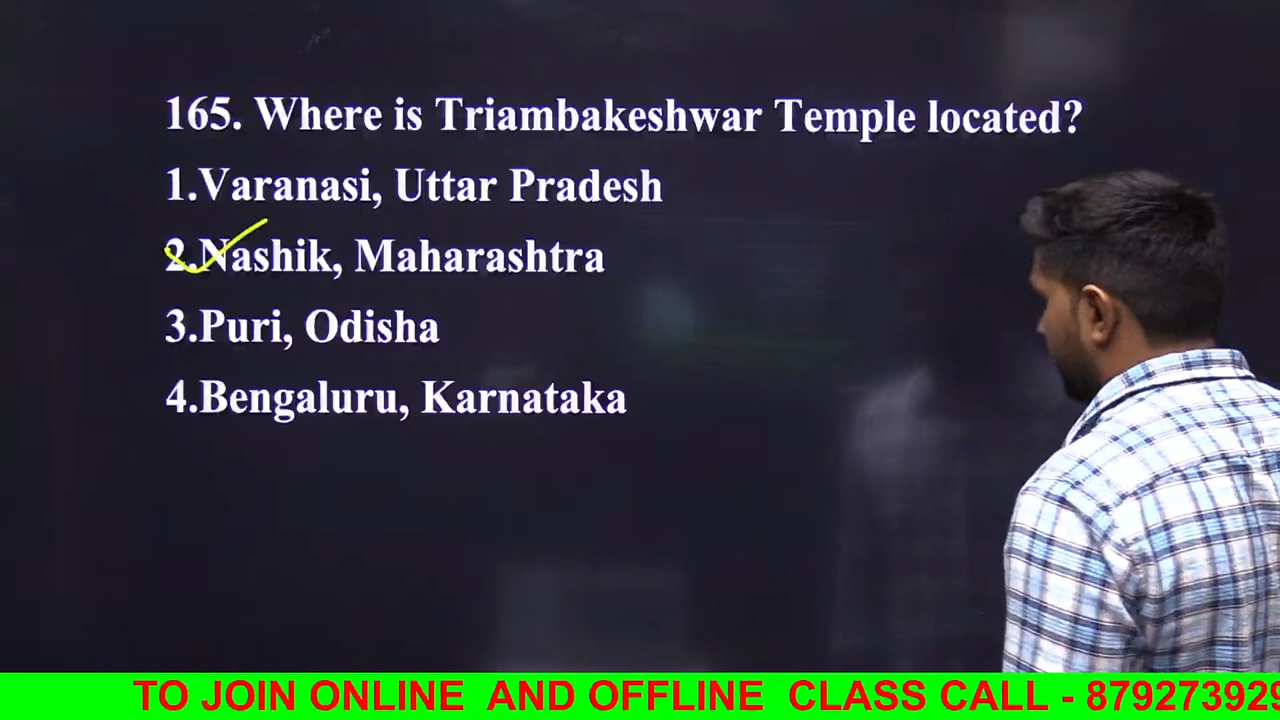 165. Where is Triambakeshwar Temple located?
1.Varanasi, Uttar Pradesh
2.Nashik, Maharashtra
3.Puri, Odisha
4.Bengaluru, Karnataka
TO JOIN ONLINE AND OFFLINE CLASS CALL - 879273929